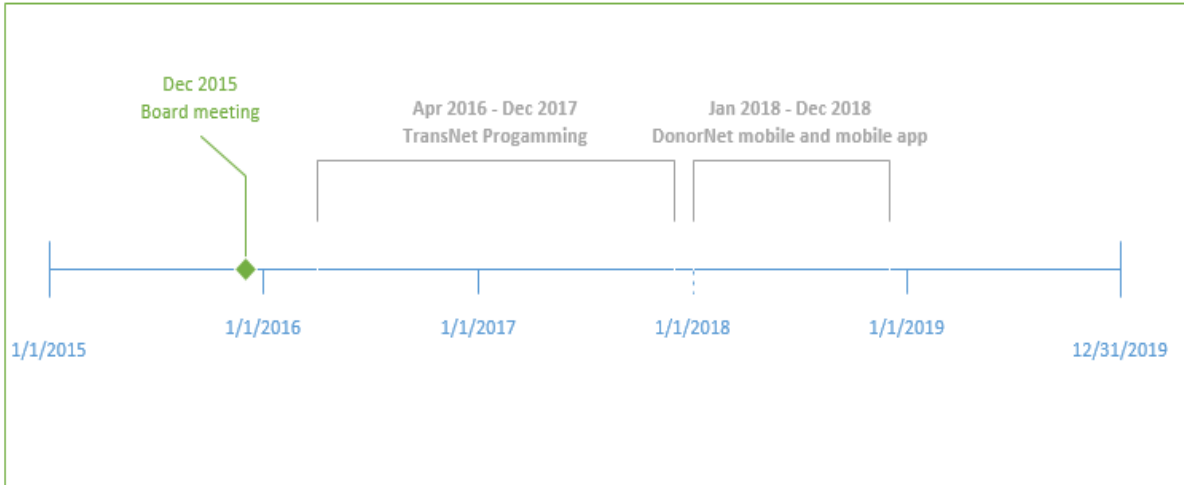 Dec 2015
Board meeting
Apr 2016 - Dec 2017
TransNet Progamming
Jan 2018 - Dec 2018
DonorNet mobile and mobile app
1/1/2015
1/1/2016
1/1/2017
1/1/2018
1/1/2019
12/31/2019